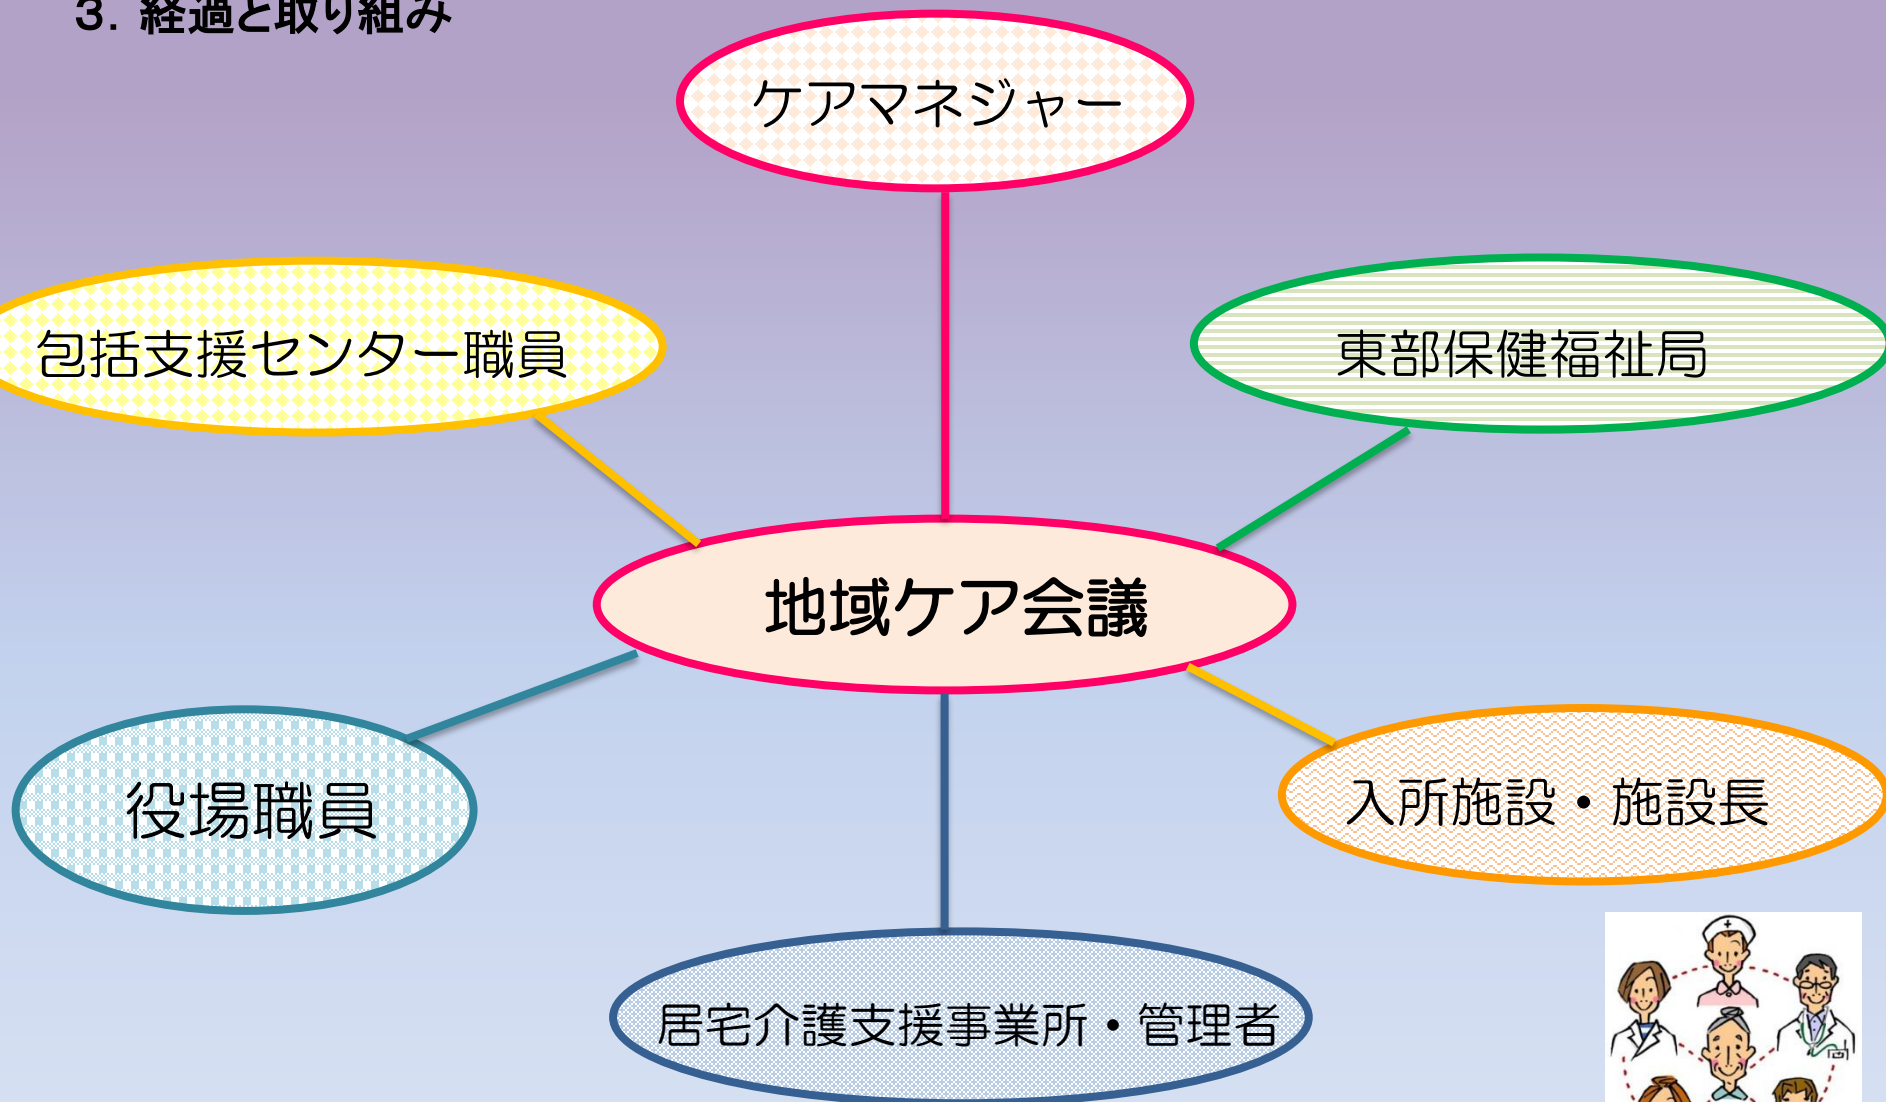 3．経過と取り組み
ケアマネジャー
包括支援センター職員
東部保健福祉局
地域ケア会議
役場職員
入所施設・施設長
居宅介護支援事業所・管理者